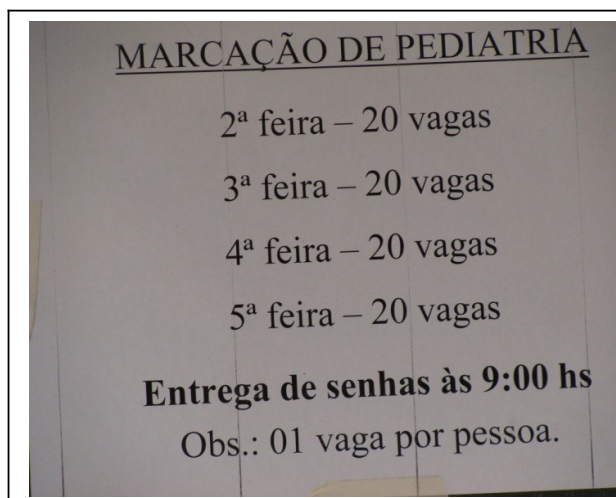 MARCAÇÃO DE PEDIATRIA
2ª feira – 20 vagas
3ª feira – 20 vagas
4ª feira – 20 vagas
5ª feira – 20 vagas
Entrega de senhas às 9:00 hs
Obs.: 01 vaga por pessoa.